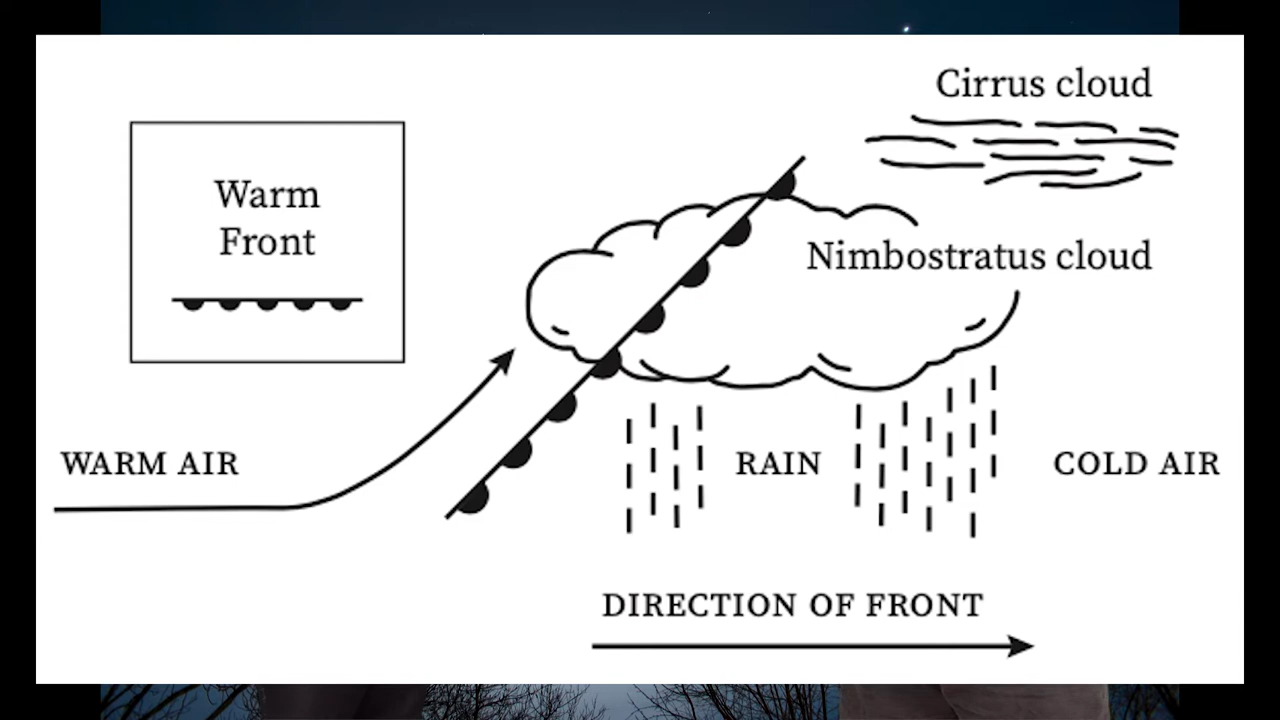 Cirrus cloud
Warm
Front
Nimbostratus cloud
WARM AIR
RAIN
COLD AIR
DIRECTION OF FRONT